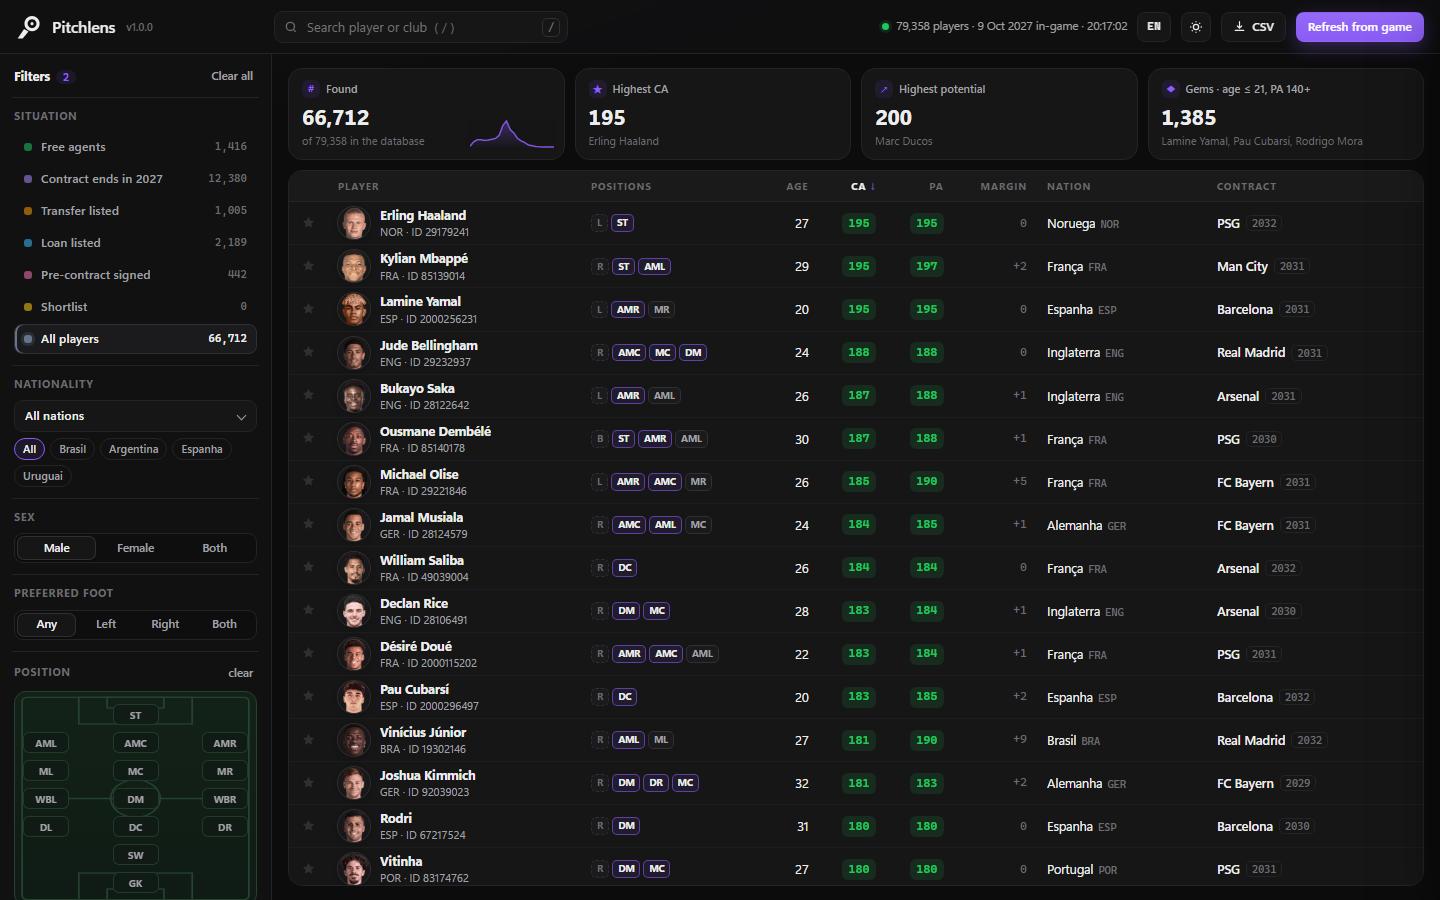 Pitchlens v1.0.0
Search player or club ( / ) /
79,358 players · 9 Oct 2027 in-game · 20:17:02
EN
CSV
Refresh from game
Filters 2 Clear all
SITUATION
Free agents 1,416
Contract ends in 2027 12,380
Transfer listed 1,005
Loan listed 2,189
Pre-contract signed 442
Shortlist 0
All players 66,712
NATIONALITY
All nations
All Brasil Argentina Espanha
Uruguai
SEX
Male Female Both
PREFERRED FOOT
Any Left Right Both
POSITION clear
ST
AML AMC AMR
ML MC MR
WBL DM WBR
DL DC DR
SW
GK
# Found
66,712
of 79,358 in the database
Highest CA
195
Erling Haaland
Highest potential
200
Marc Ducos
Gems · age ≤ 21, PA 140+
1,385
Lamine Yamal, Pau Cubarsí, Rodrigo Mora
PLAYER POSITIONS AGE CA ↓ PA MARGIN NATION CONTRACT
Erling Haaland L ST 27 195 195 0 Noruega NOR PSG 2032
NOR · ID 29179241
Kylian Mbappé R ST AML 29 195 197 +2 França FRA Man City 2031
FRA · ID 85139014
Lamine Yamal L AMR MR 20 195 195 0 Espanha ESP Barcelona 2031
ESP · ID 2000256231
Jude Bellingham R AMC MC DM 24 188 188 0 Inglaterra ENG Real Madrid 2031
ENG · ID 29232937
Bukayo Saka L AMR AML 26 187 188 +1 Inglaterra ENG Arsenal 2031
ENG · ID 28122642
Ousmane Dembélé B ST AMR AML 30 187 188 +1 França FRA PSG 2030
FRA · ID 85140178
Michael Olise L AMR AMC MR 26 185 190 +5 França FRA FC Bayern 2031
FRA · ID 29221846
Jamal Musiala R AMC AML MC 24 184 185 +1 Alemanha GER FC Bayern 2031
GER · ID 28124579
William Saliba R DC 26 184 184 0 França FRA Arsenal 2032
FRA · ID 49039004
Declan Rice R DM MC 28 183 184 +1 Inglaterra ENG Arsenal 2030
ENG · ID 28106491
Désiré Doué R AMR AMC AML 22 183 184 +1 França FRA PSG 2031
FRA · ID 2000115202
Pau Cubarsí R DC 20 183 185 +2 Espanha ESP Barcelona 2032
ESP · ID 2000296497
Vinícius Júnior R AML ML 27 181 190 +9 Brasil BRA Real Madrid 2032
BRA · ID 19302146
Joshua Kimmich R DM DR MC 32 181 183 +2 Alemanha GER FC Bayern 2029
GER · ID 92039023
Rodri R DM 31 180 180 0 Espanha ESP Barcelona 2030
ESP · ID 67217524
Vitinha R DM MC 27 180 180 0 Portugal POR PSG 2031
POR · ID 83174762